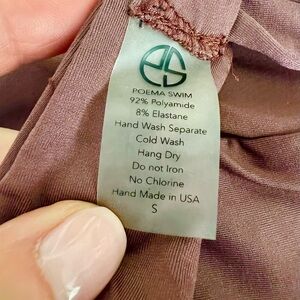 PS
POEMA SWIM
92% Polyamide
8% Elastane
Hand Wash Separate
Cold Wash
Hang Dry
Do not Iron
No Chlorine
Hand Made in USA
S